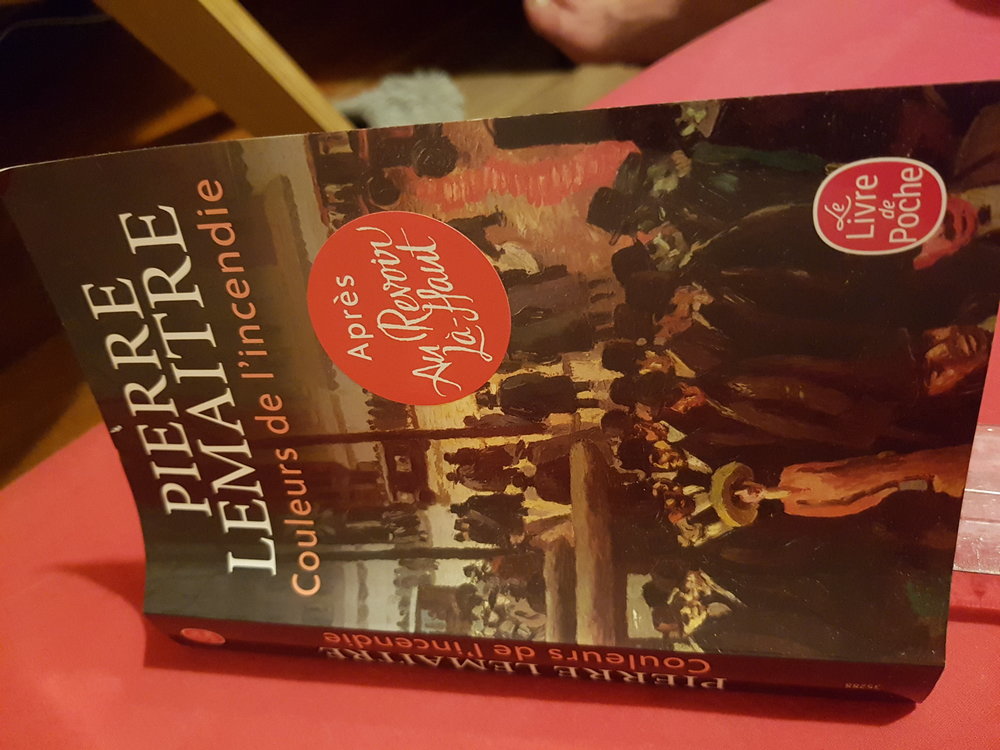 PIERRE
LEMAITRE
Couleurs de l'incendie
Après
Au Revoir
Là-Haut
Le
Livre
de
Poche
PIERRE LEMAITRE
Couleurs de l'incendie
35288